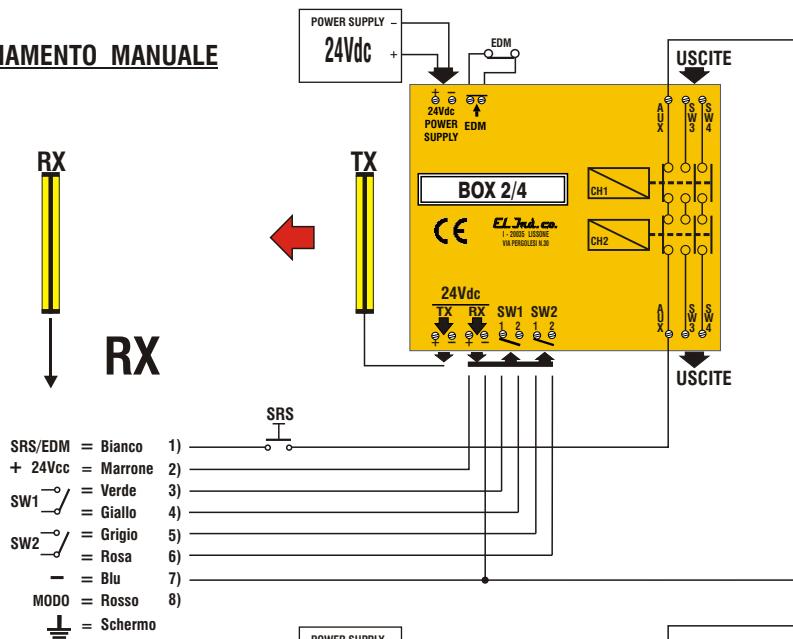 NAMENTO MANUALE
POWER SUPPLY –
24Vdc +
EDM
USCITE
+ –
24Vdc
POWER
SUPPLY
EDM
AUX SW3 SW4
RX
TX
BOX 2/4
CH1
CE
EL.Ind.co.
I - 20035 LISSONE
VIA PERGOLESI N.30
CH2
24Vdc
TX RX SW1 SW2
1 2 1 2
+ – + –
AUX SW3 SW4
USCITE
RX
SRS
SRS/EDM = Bianco 1)
+ 24Vcc = Marrone 2)
SW1 = Verde 3)
= Giallo 4)
SW2 = Grigio 5)
= Rosa 6)
– = Blu 7)
MODO = Rosso 8)
= Schermo
POWER SUPPLY